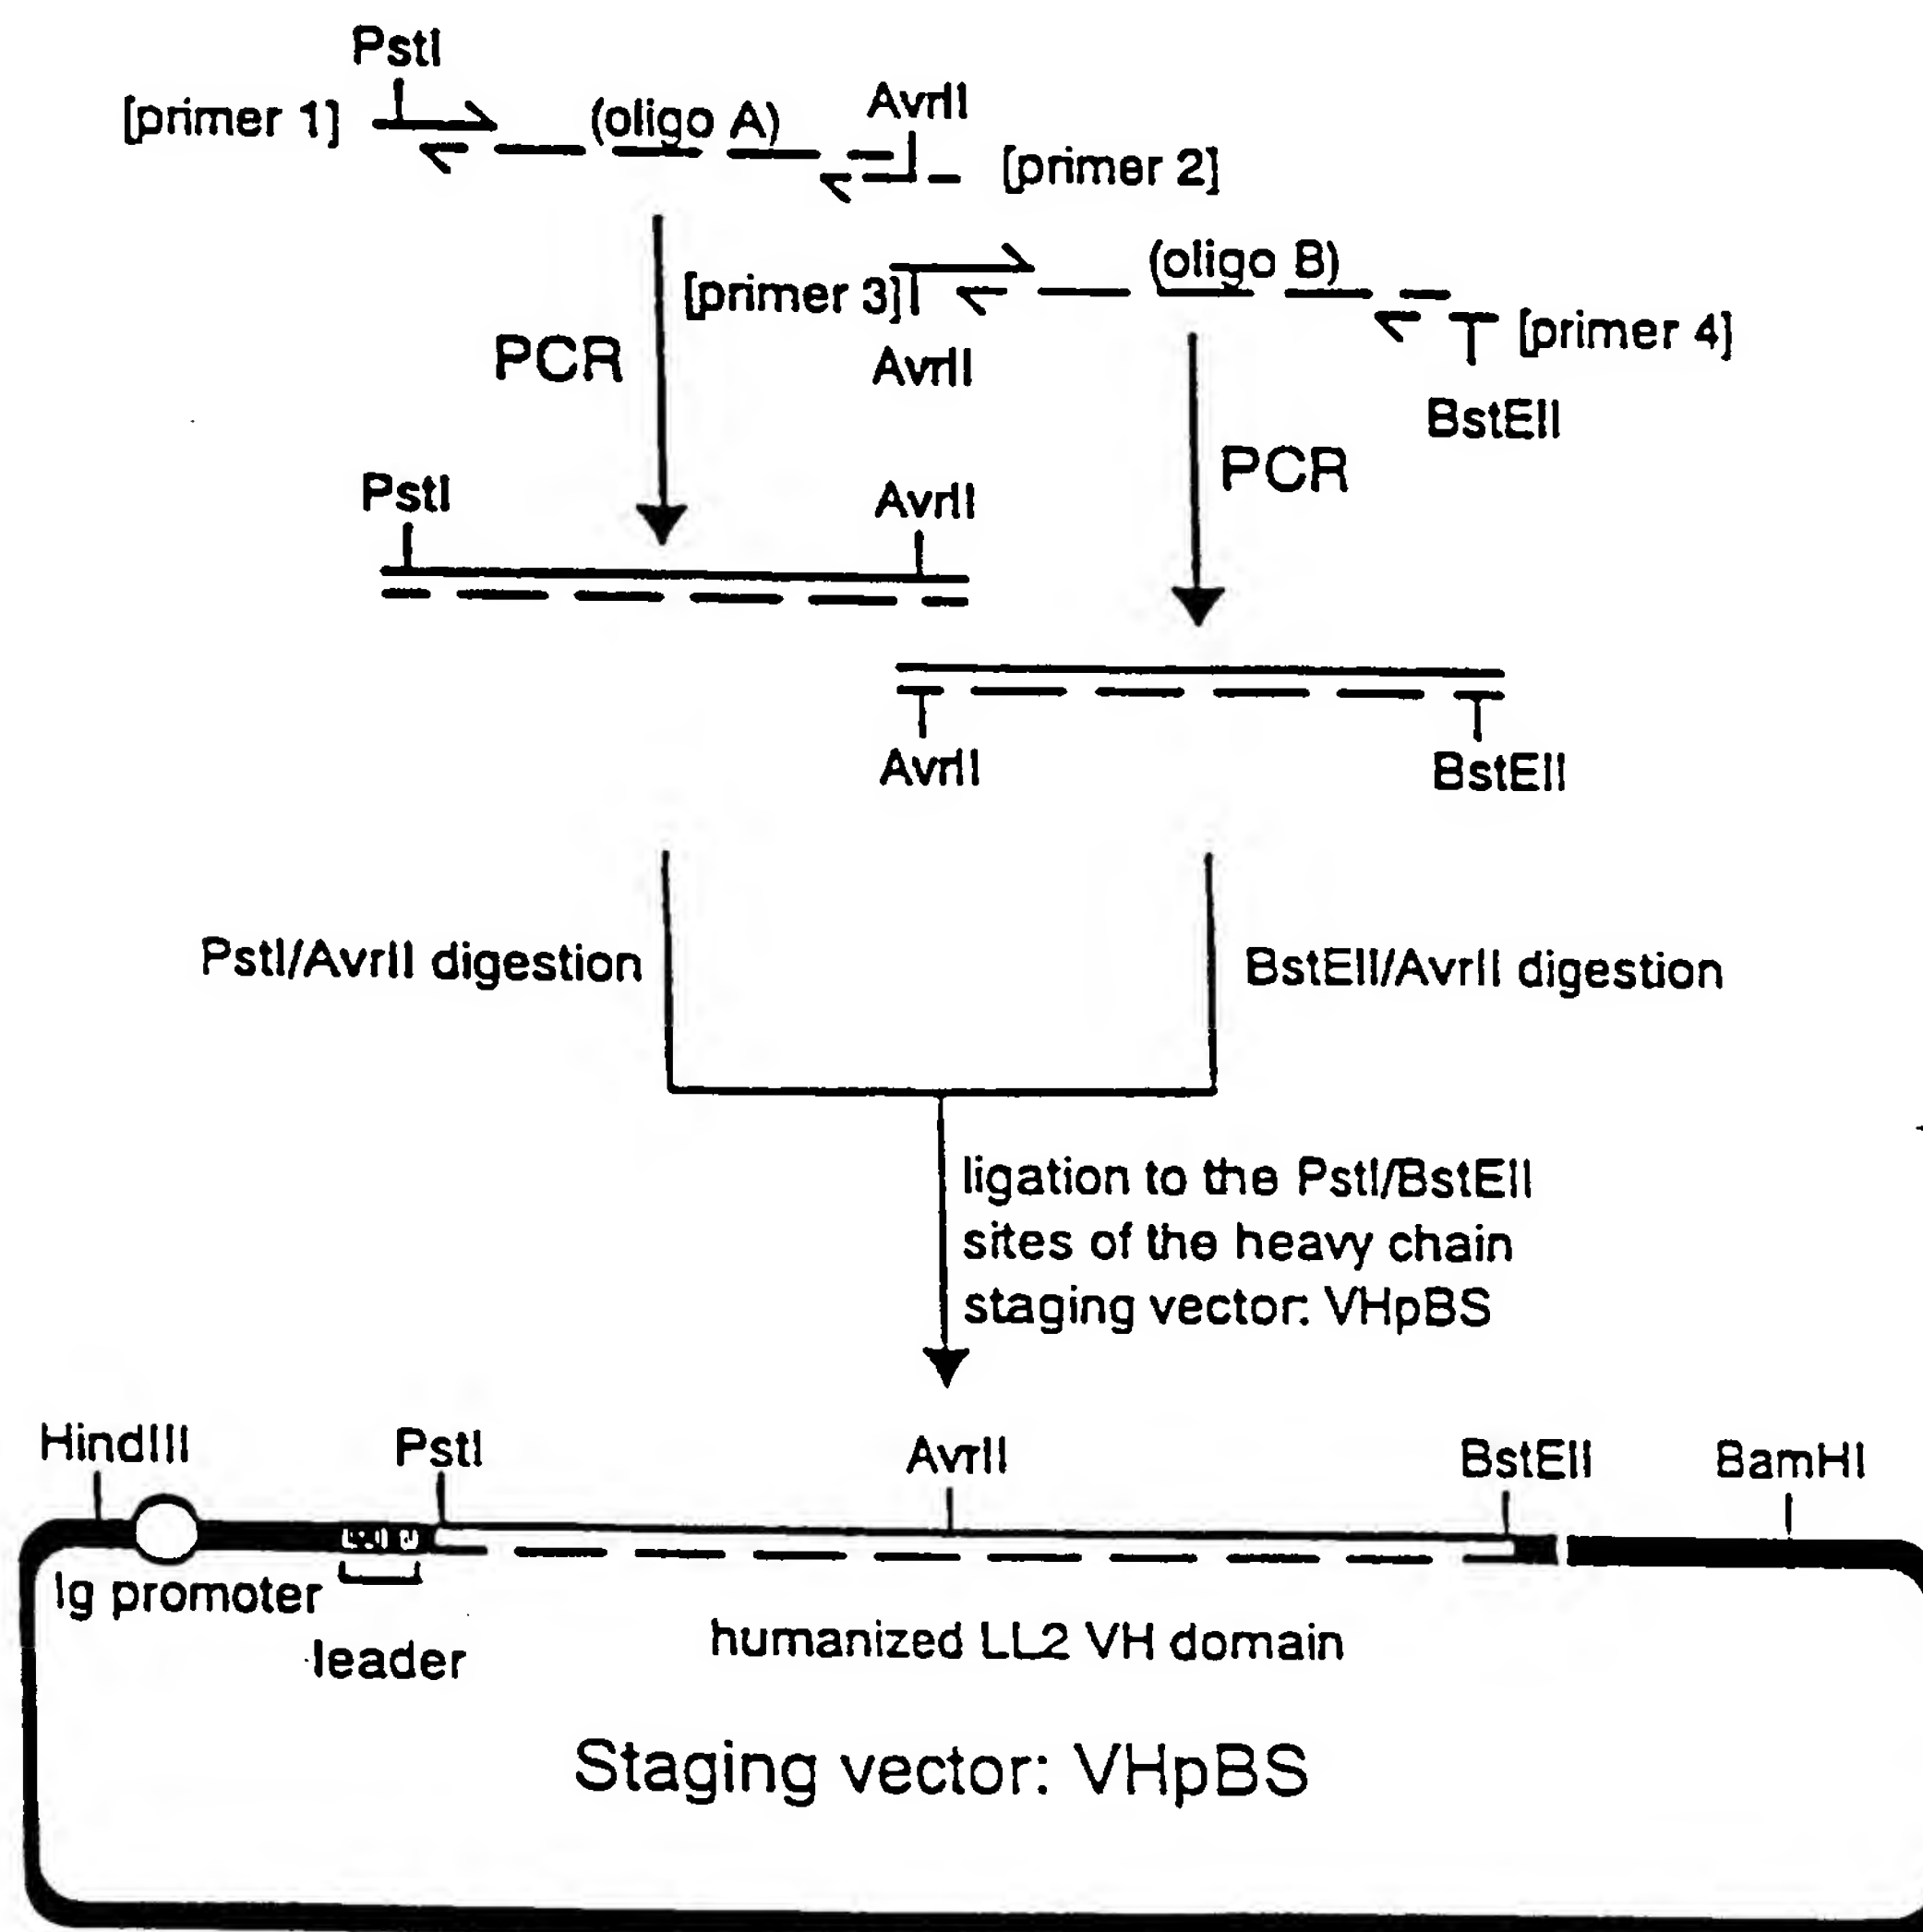 PstI
[primer 1]
(oligo A)
AvrII
[primer 2]
[primer 3]
(oligo B)
[primer 4]
PCR
AvrII
BstEII
PCR
PstI
AvrII
AvrII
BstEII
PstI/AvrII digestion
BstEII/AvrII digestion
ligation to the PstI/BstEII
sites of the heavy chain
staging vector: VHpBS
HindIII
PstI
AvrII
BstEII
BamHI
Ig promoter
leader
humanized LL2 VH domain
Staging vector: VHpBS